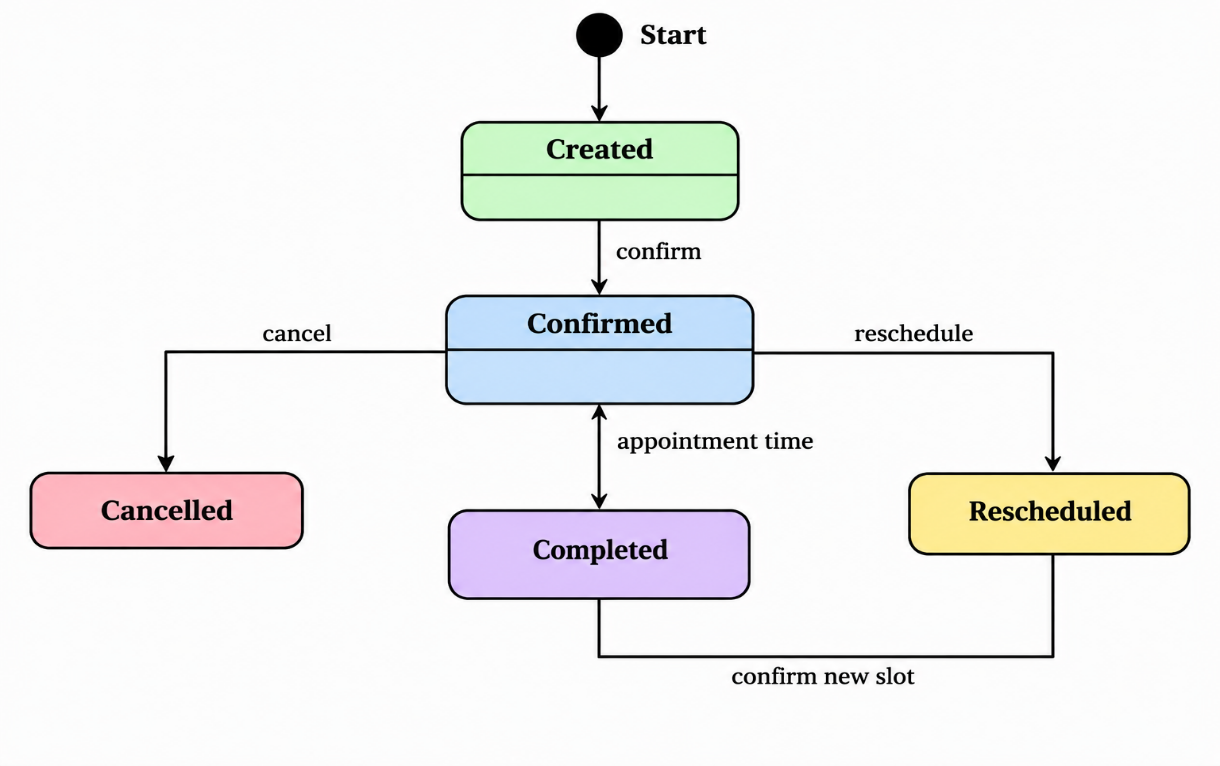 Start
Created
confirm
Confirmed
cancel
reschedule
appointment time
Cancelled
Completed
Rescheduled
confirm new slot